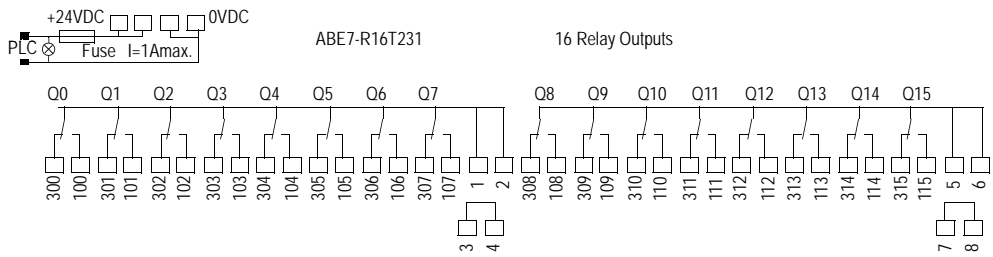 +24VDC 0VDC
PLC Fuse I=1Amax.
ABE7-R16T231 16 Relay Outputs
Q0 Q1 Q2 Q3 Q4 Q5 Q6 Q7 Q8 Q9 Q10 Q11 Q12 Q13 Q14 Q15
300 100 301 101 302 102 303 103 304 104 305 105 306 106 307 107 1 2 308 108 309 109 310 110 311 111 312 112 313 113 314 114 315 115 5 6
3 4 7 8